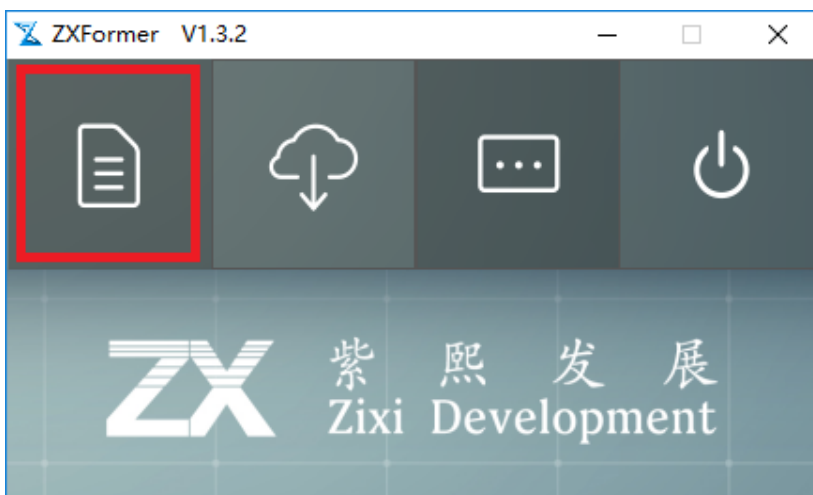 ZXFormer V1.3.2
ZX
紫熙发展
Zixi Development